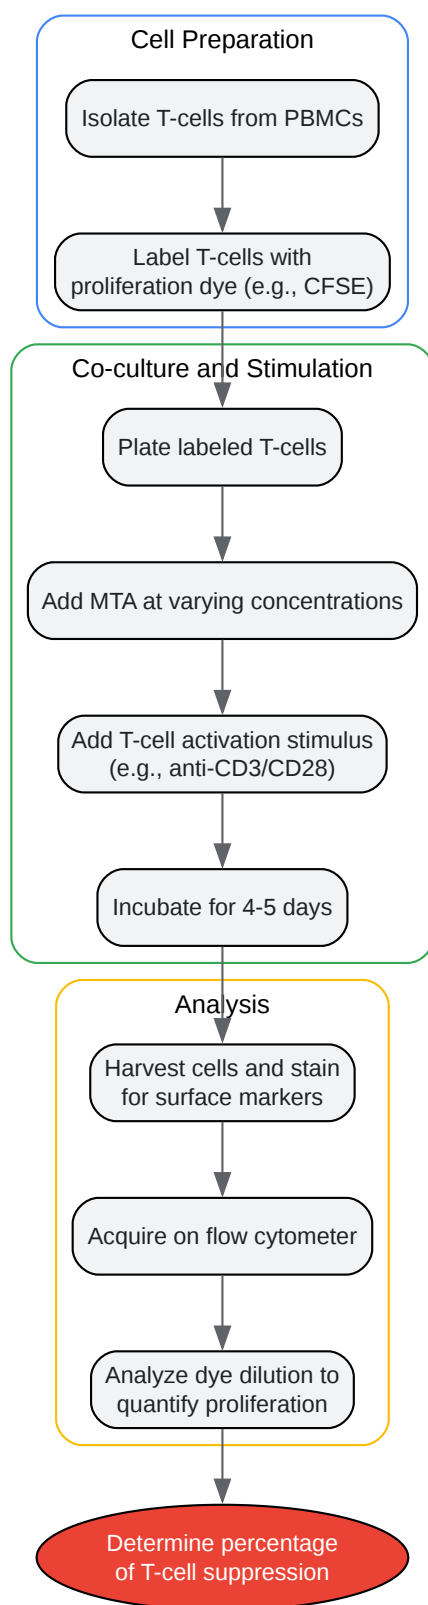 Cell Preparation
Isolate T-cells from PBMCs
Label T-cells with
proliferation dye (e.g., CFSE)
Co-culture and Stimulation
Plate labeled T-cells
Add MTA at varying concentrations
Add T-cell activation stimulus
(e.g., anti-CD3/CD28)
Incubate for 4-5 days
Analysis
Harvest cells and stain
for surface markers
Acquire on flow cytometer
Analyze dye dilution to
quantify proliferation
Determine percentage
of T-cell suppression